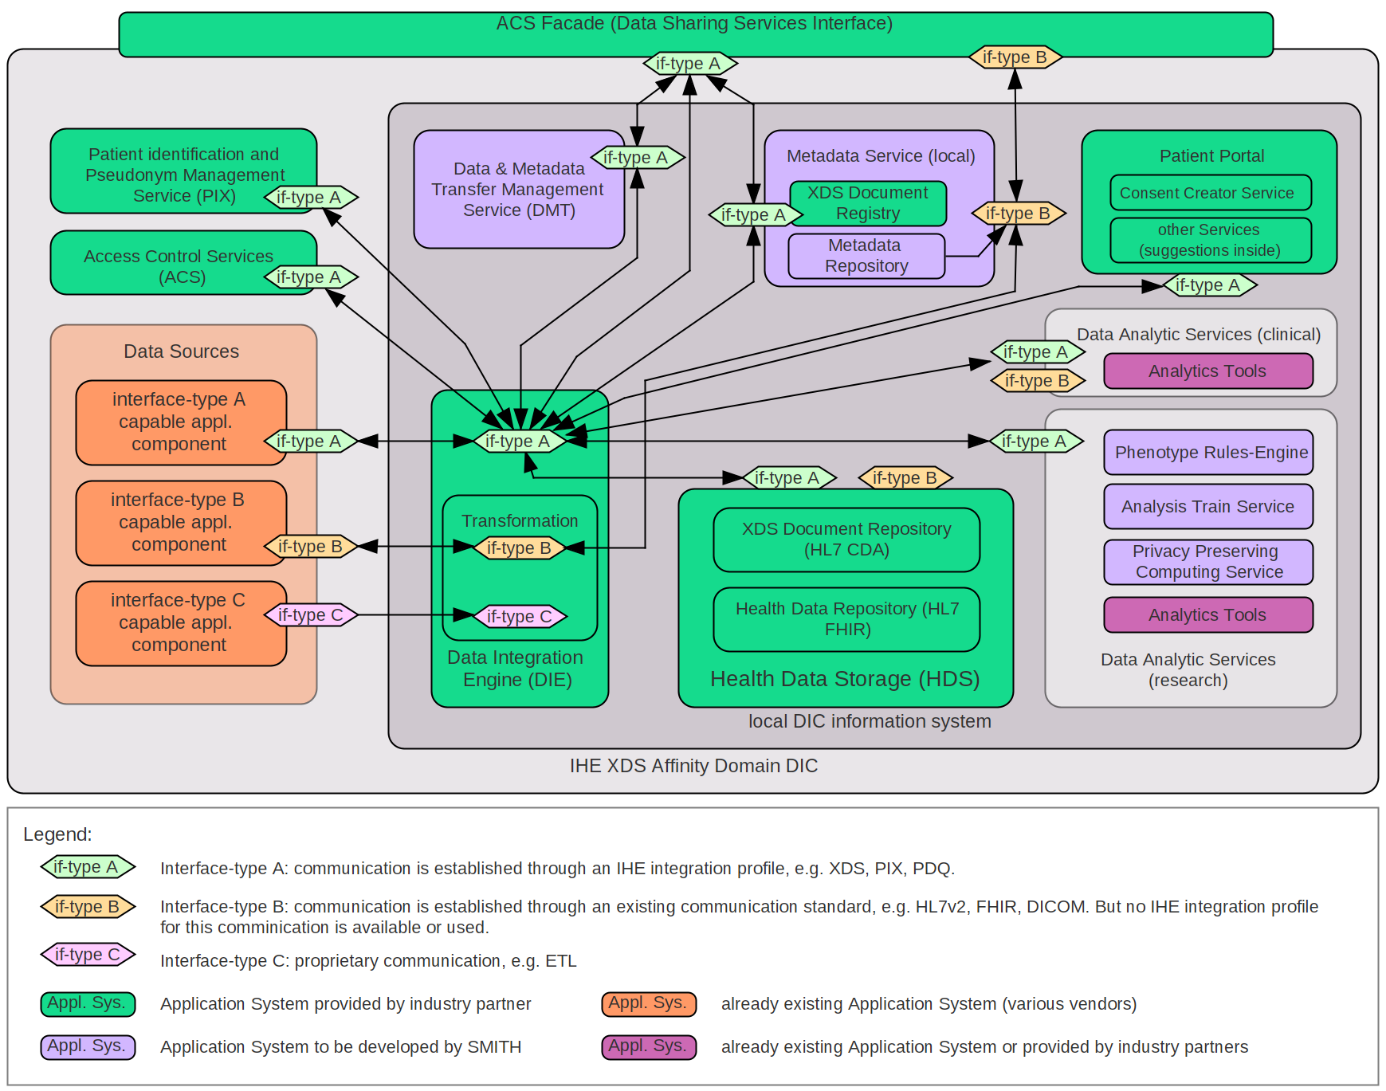 ACS Facade (Data Sharing Services Interface)
if-type A
if-type B
Patient identification and
Pseudonym Management
Service (PIX)
if-type A
Access Control Services
(ACS)
if-type A
Data & Metadata
Transfer Management
Service (DMT)
if-type A
Metadata Service (local)
XDS Document
Registry
if-type A
Metadata
Repository
if-type B
Patient Portal
Consent Creator Service
other Services
(suggestions inside)
if-type A
Data Sources
interface-type A
capable appl.
component
if-type A
interface-type B
capable appl.
component
if-type B
interface-type C
capable appl.
component
if-type C
if-type A
Transformation
if-type B
if-type C
Data Integration
Engine (DIE)
if-type A
if-type B
XDS Document Repository
(HL7 CDA)
Health Data Repository (HL7
FHIR)
Health Data Storage (HDS)
Data Analytic Services (clinical)
if-type A
if-type B
Analytics Tools
if-type A
Phenotype Rules-Engine
Analysis Train Service
Privacy Preserving
Computing Service
Analytics Tools
Data Analytic Services
(research)
local DIC information system
IHE XDS Affinity Domain DIC
Legend:
if-type A
Interface-type A: communication is established through an IHE integration profile, e.g. XDS, PIX, PDQ.
if-type B
Interface-type B: communication is established through an existing communication standard, e.g. HL7v2, FHIR, DICOM. But no IHE integration profile
for this comminication is available or used.
if-type C
Interface-type C: proprietary communication, e.g. ETL
Appl. Sys.
Application System provided by industry partner
Appl. Sys.
already existing Application System (various vendors)
Appl. Sys.
Application System to be developed by SMITH
Appl. Sys.
already existing Application System or provided by industry partners